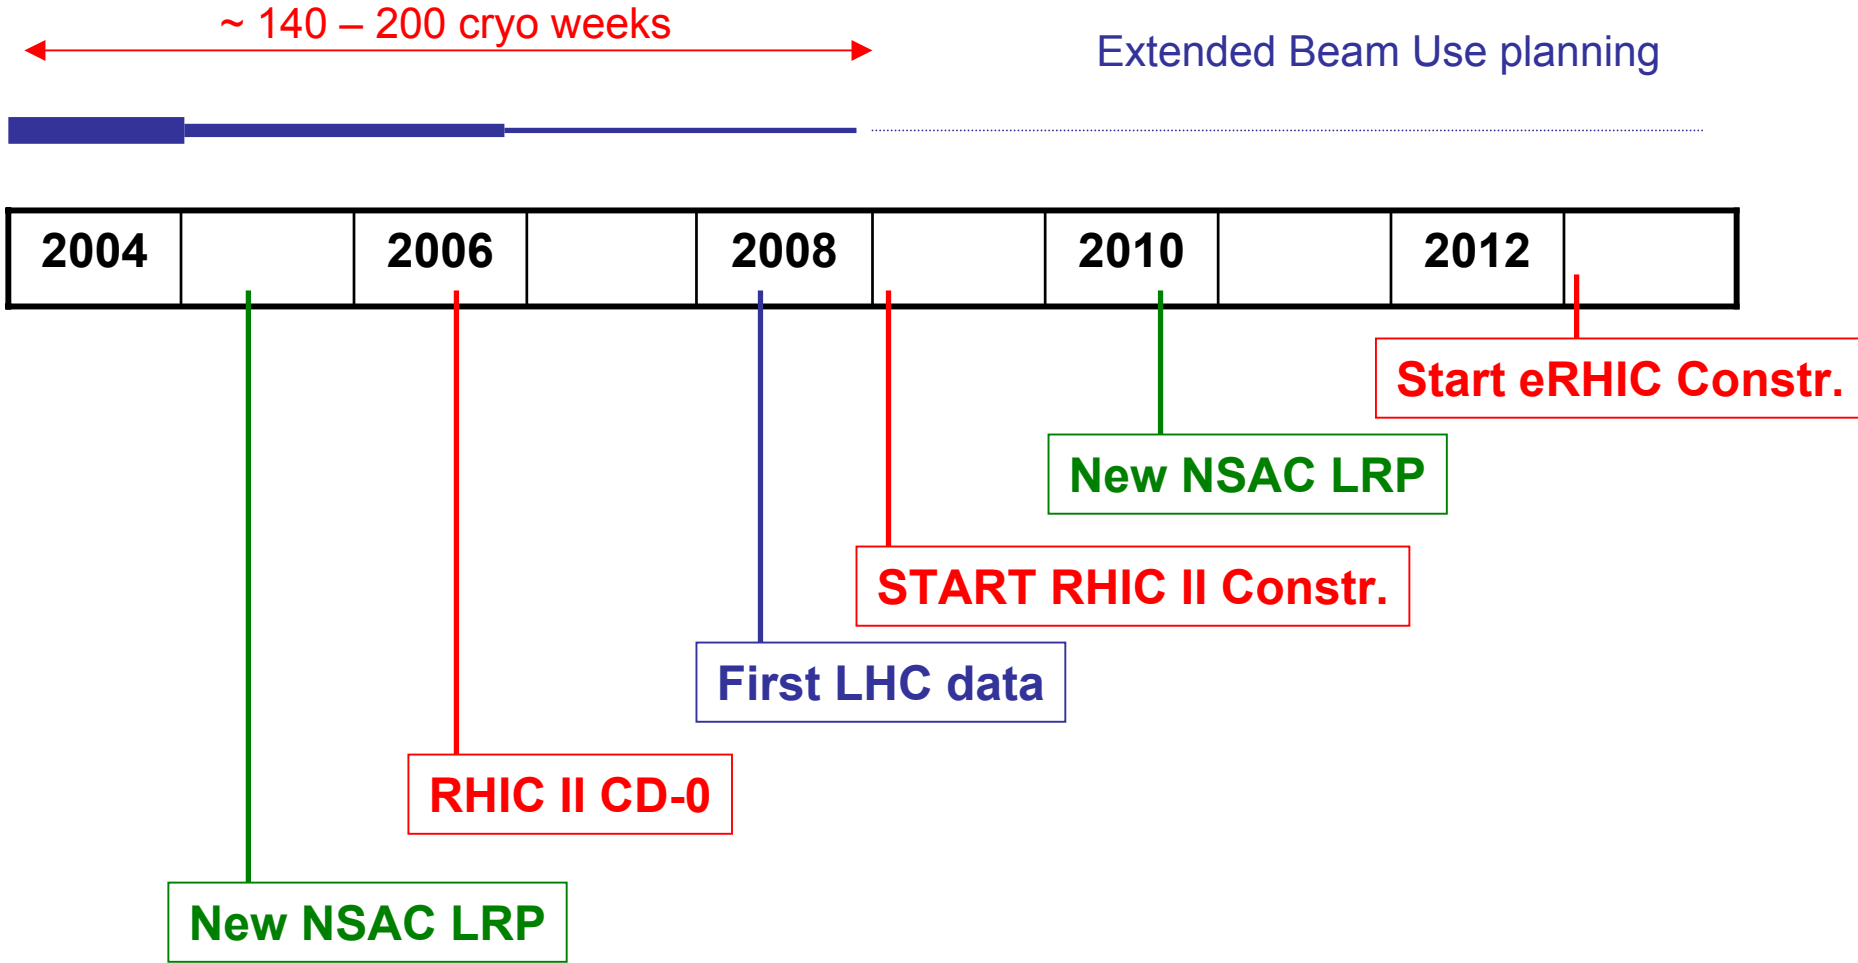 ~ 140 – 200 cryo weeks
Extended Beam Use planning
2004 2006 2008 2010 2012
Start eRHIC Constr.
New NSAC LRP
START RHIC II Constr.
First LHC data
RHIC II CD-0
New NSAC LRP